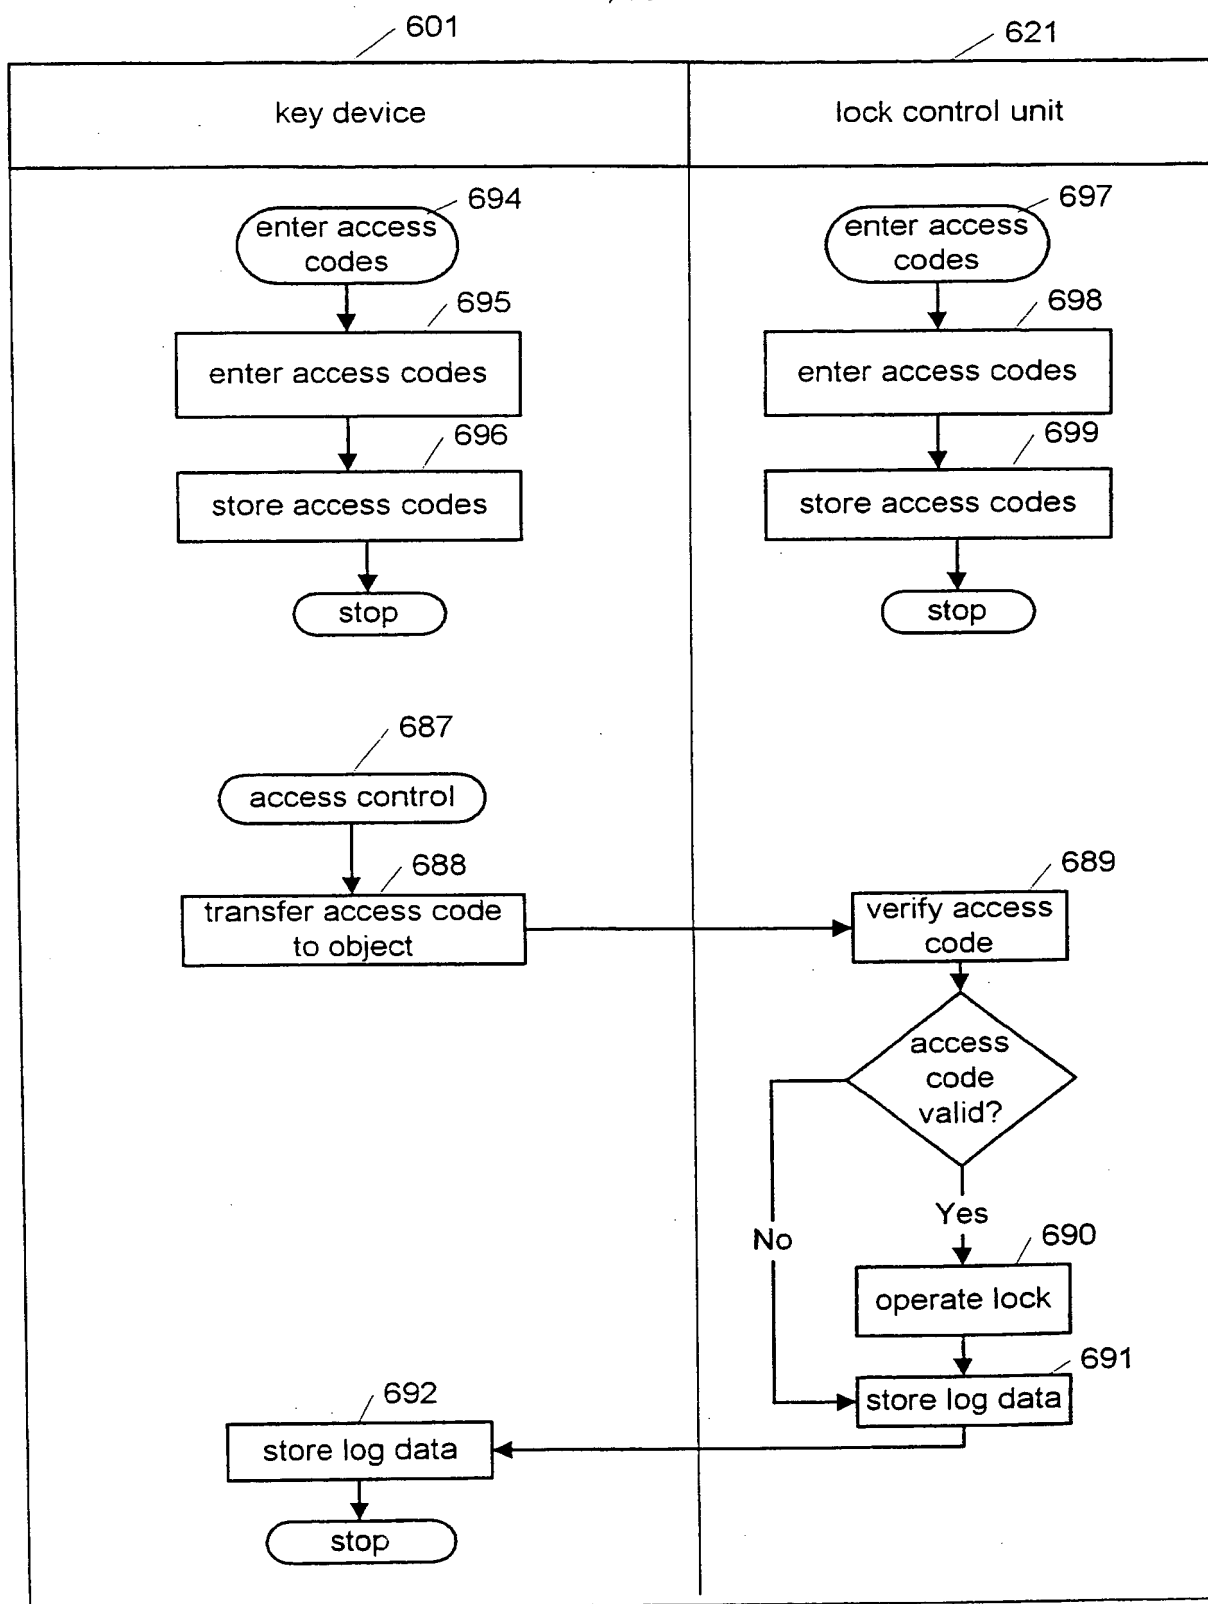 601
621
key device
lock control unit
694
enter access
codes
697
enter access
codes
695
enter access codes
698
enter access codes
696
store access codes
699
store access codes
stop
stop
687
access control
688
transfer access code
to object
689
verify access
code
access
code
valid?
Yes
No
690
operate lock
691
store log data
692
store log data
stop